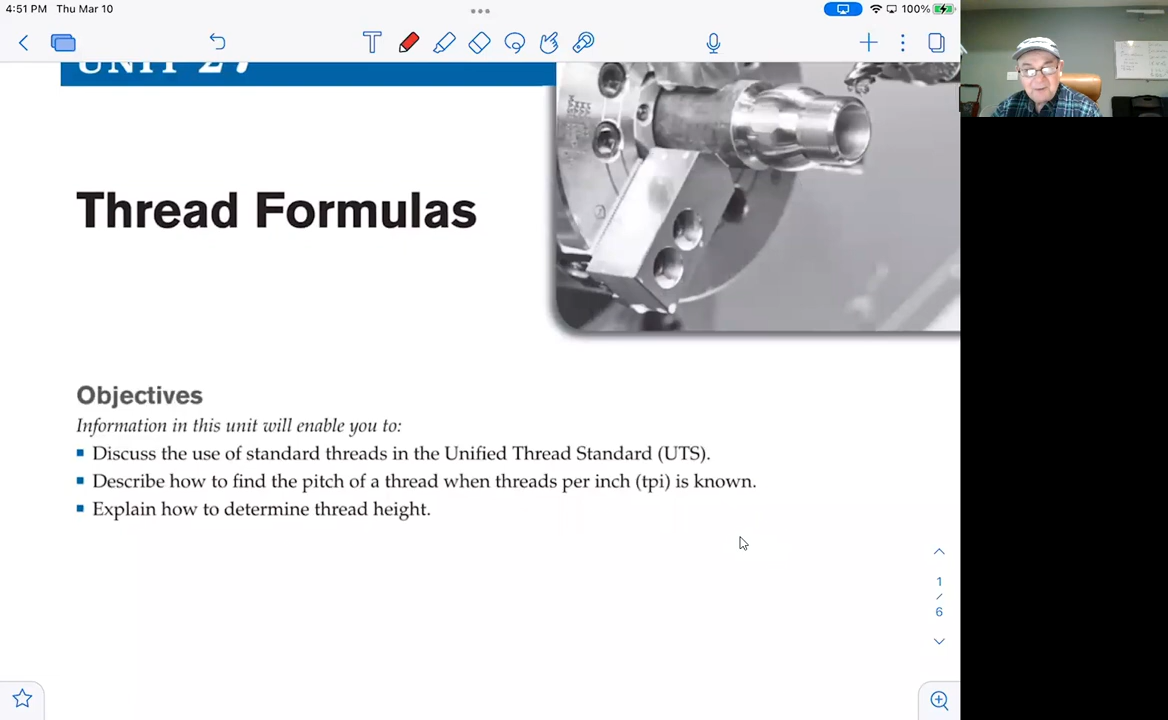 4:51 PM Thu Mar 10
100%
UNIT 27
Thread Formulas
Objectives
Information in this unit will enable you to:
Discuss the use of standard threads in the Unified Thread Standard (UTS).
Describe how to find the pitch of a thread when threads per inch (tpi) is known.
Explain how to determine thread height.
1
/
6